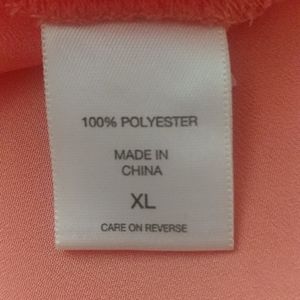 100% POLYESTER
MADE IN
CHINA
XL
CARE ON REVERSE